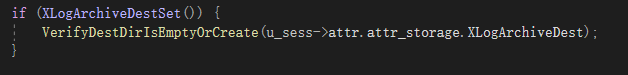 if (XLogArchiveDestSet()) {
    VerifyDestDirIsEmptyOrCreate(u_sess->attr.attr_storage.XLogArchiveDest);
}